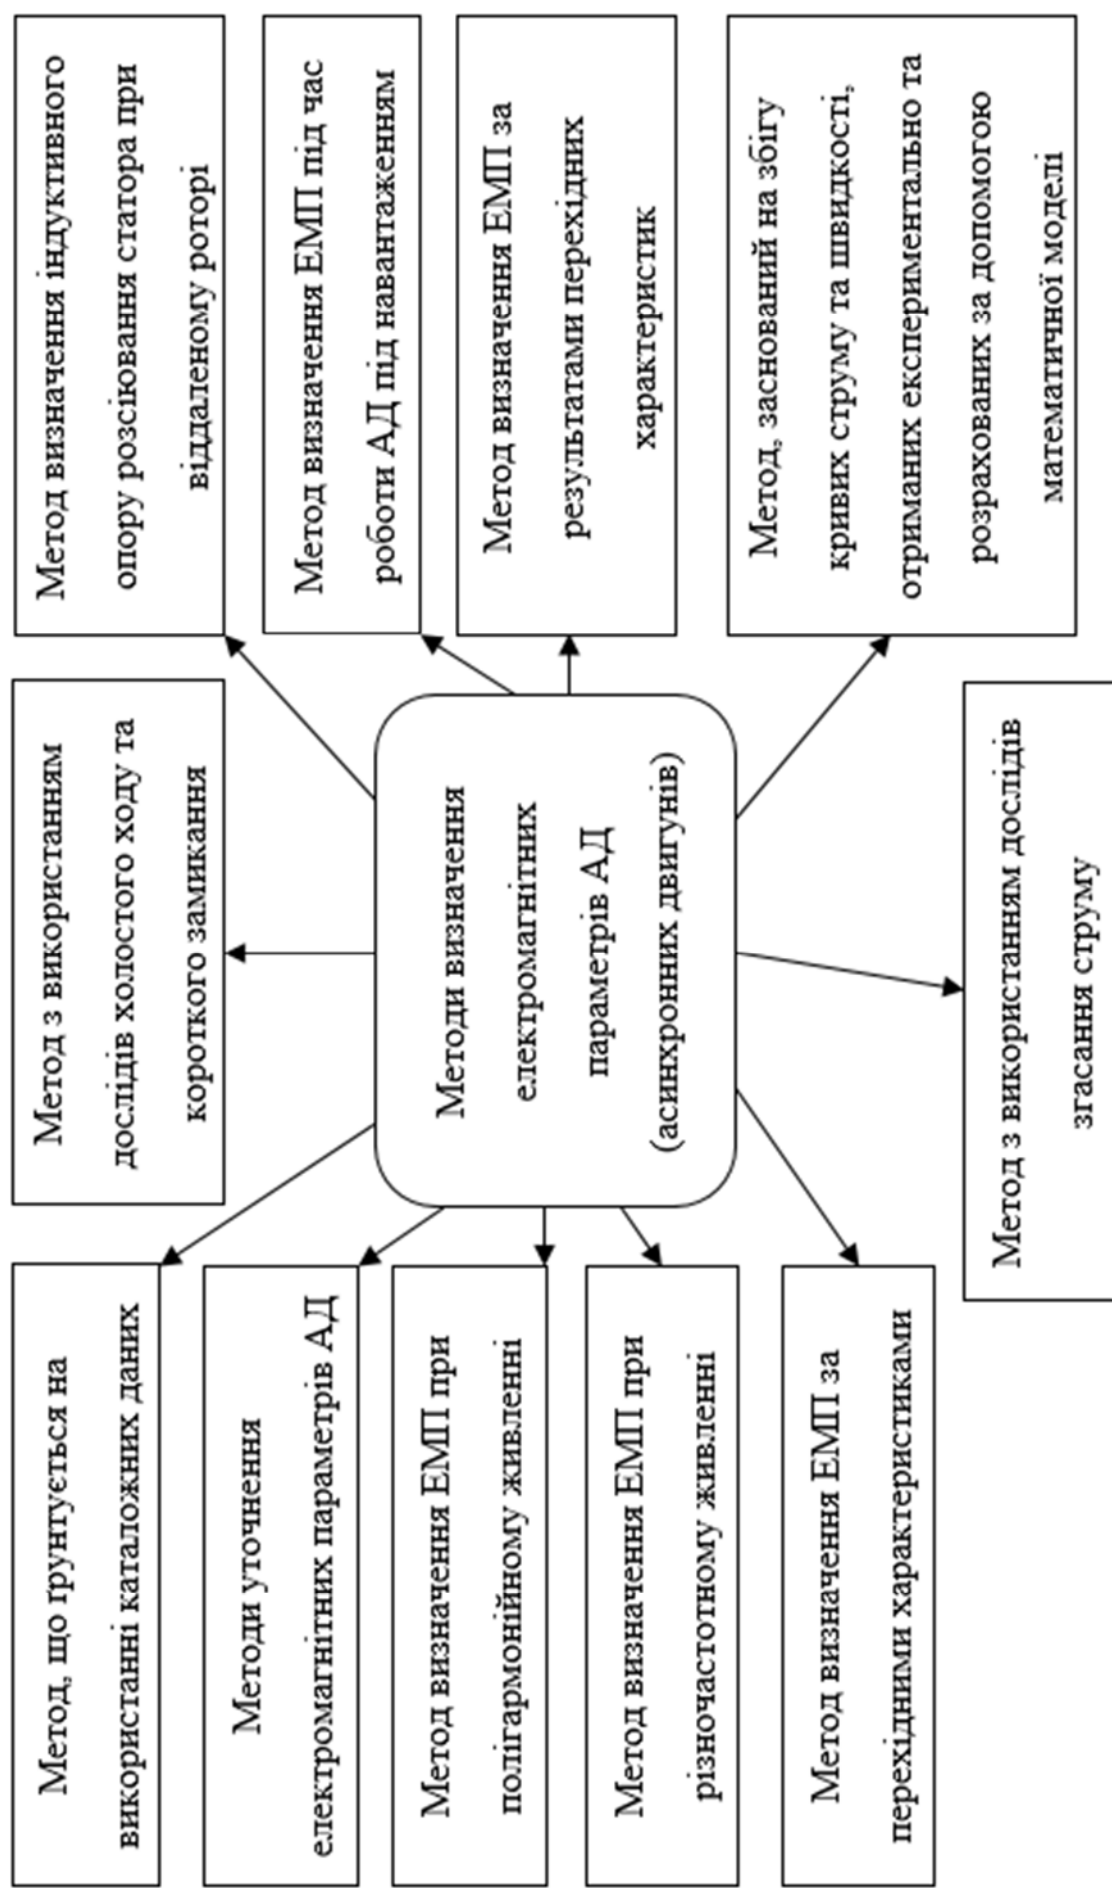 Метод, що ґрунтується на
використанні каталожних даних
Методи уточнення
електромагнітних параметрів АД
Метод визначення ЕМП при
полігармонійному живленні
Метод визначення ЕМП при
різночастотному живленні
Метод визначення ЕМП за
перехідними характеристиками
Метод з використанням
дослідів холостого ходу та
короткого замикання
Методи визначення
електромагнітних
параметрів АД
(асинхронних двигунів)
Метод з використанням дослідів
згасання струму
Метод визначення індуктивного
опору розсіювання статора при
віддаленому роторі
Метод визначення ЕМП під час
роботи АД під навантаженням
Метод визначення ЕМП за
результатами перехідних
характеристик
Метод, заснований на збігу
кривих струму та швидкості,
отриманих експериментально та
розрахованих за допомогою
математичної моделі